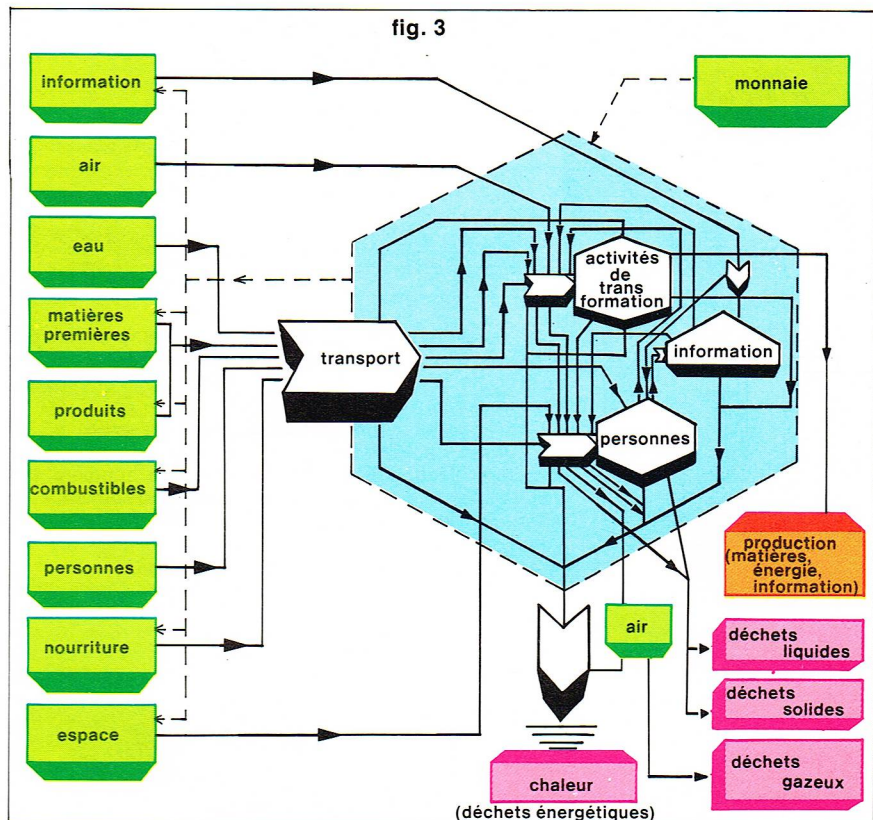 fig. 3
information
monnaie
air
eau
matières
premières
produits
combustibles
personnes
nourriture
espace
transport
activités
de
trans
formation
information
personnes
production
(matières,
énergie,
information)
air
déchets
liquides
déchets
solides
déchets
gazeux
chaleur
(déchets énergétiques)